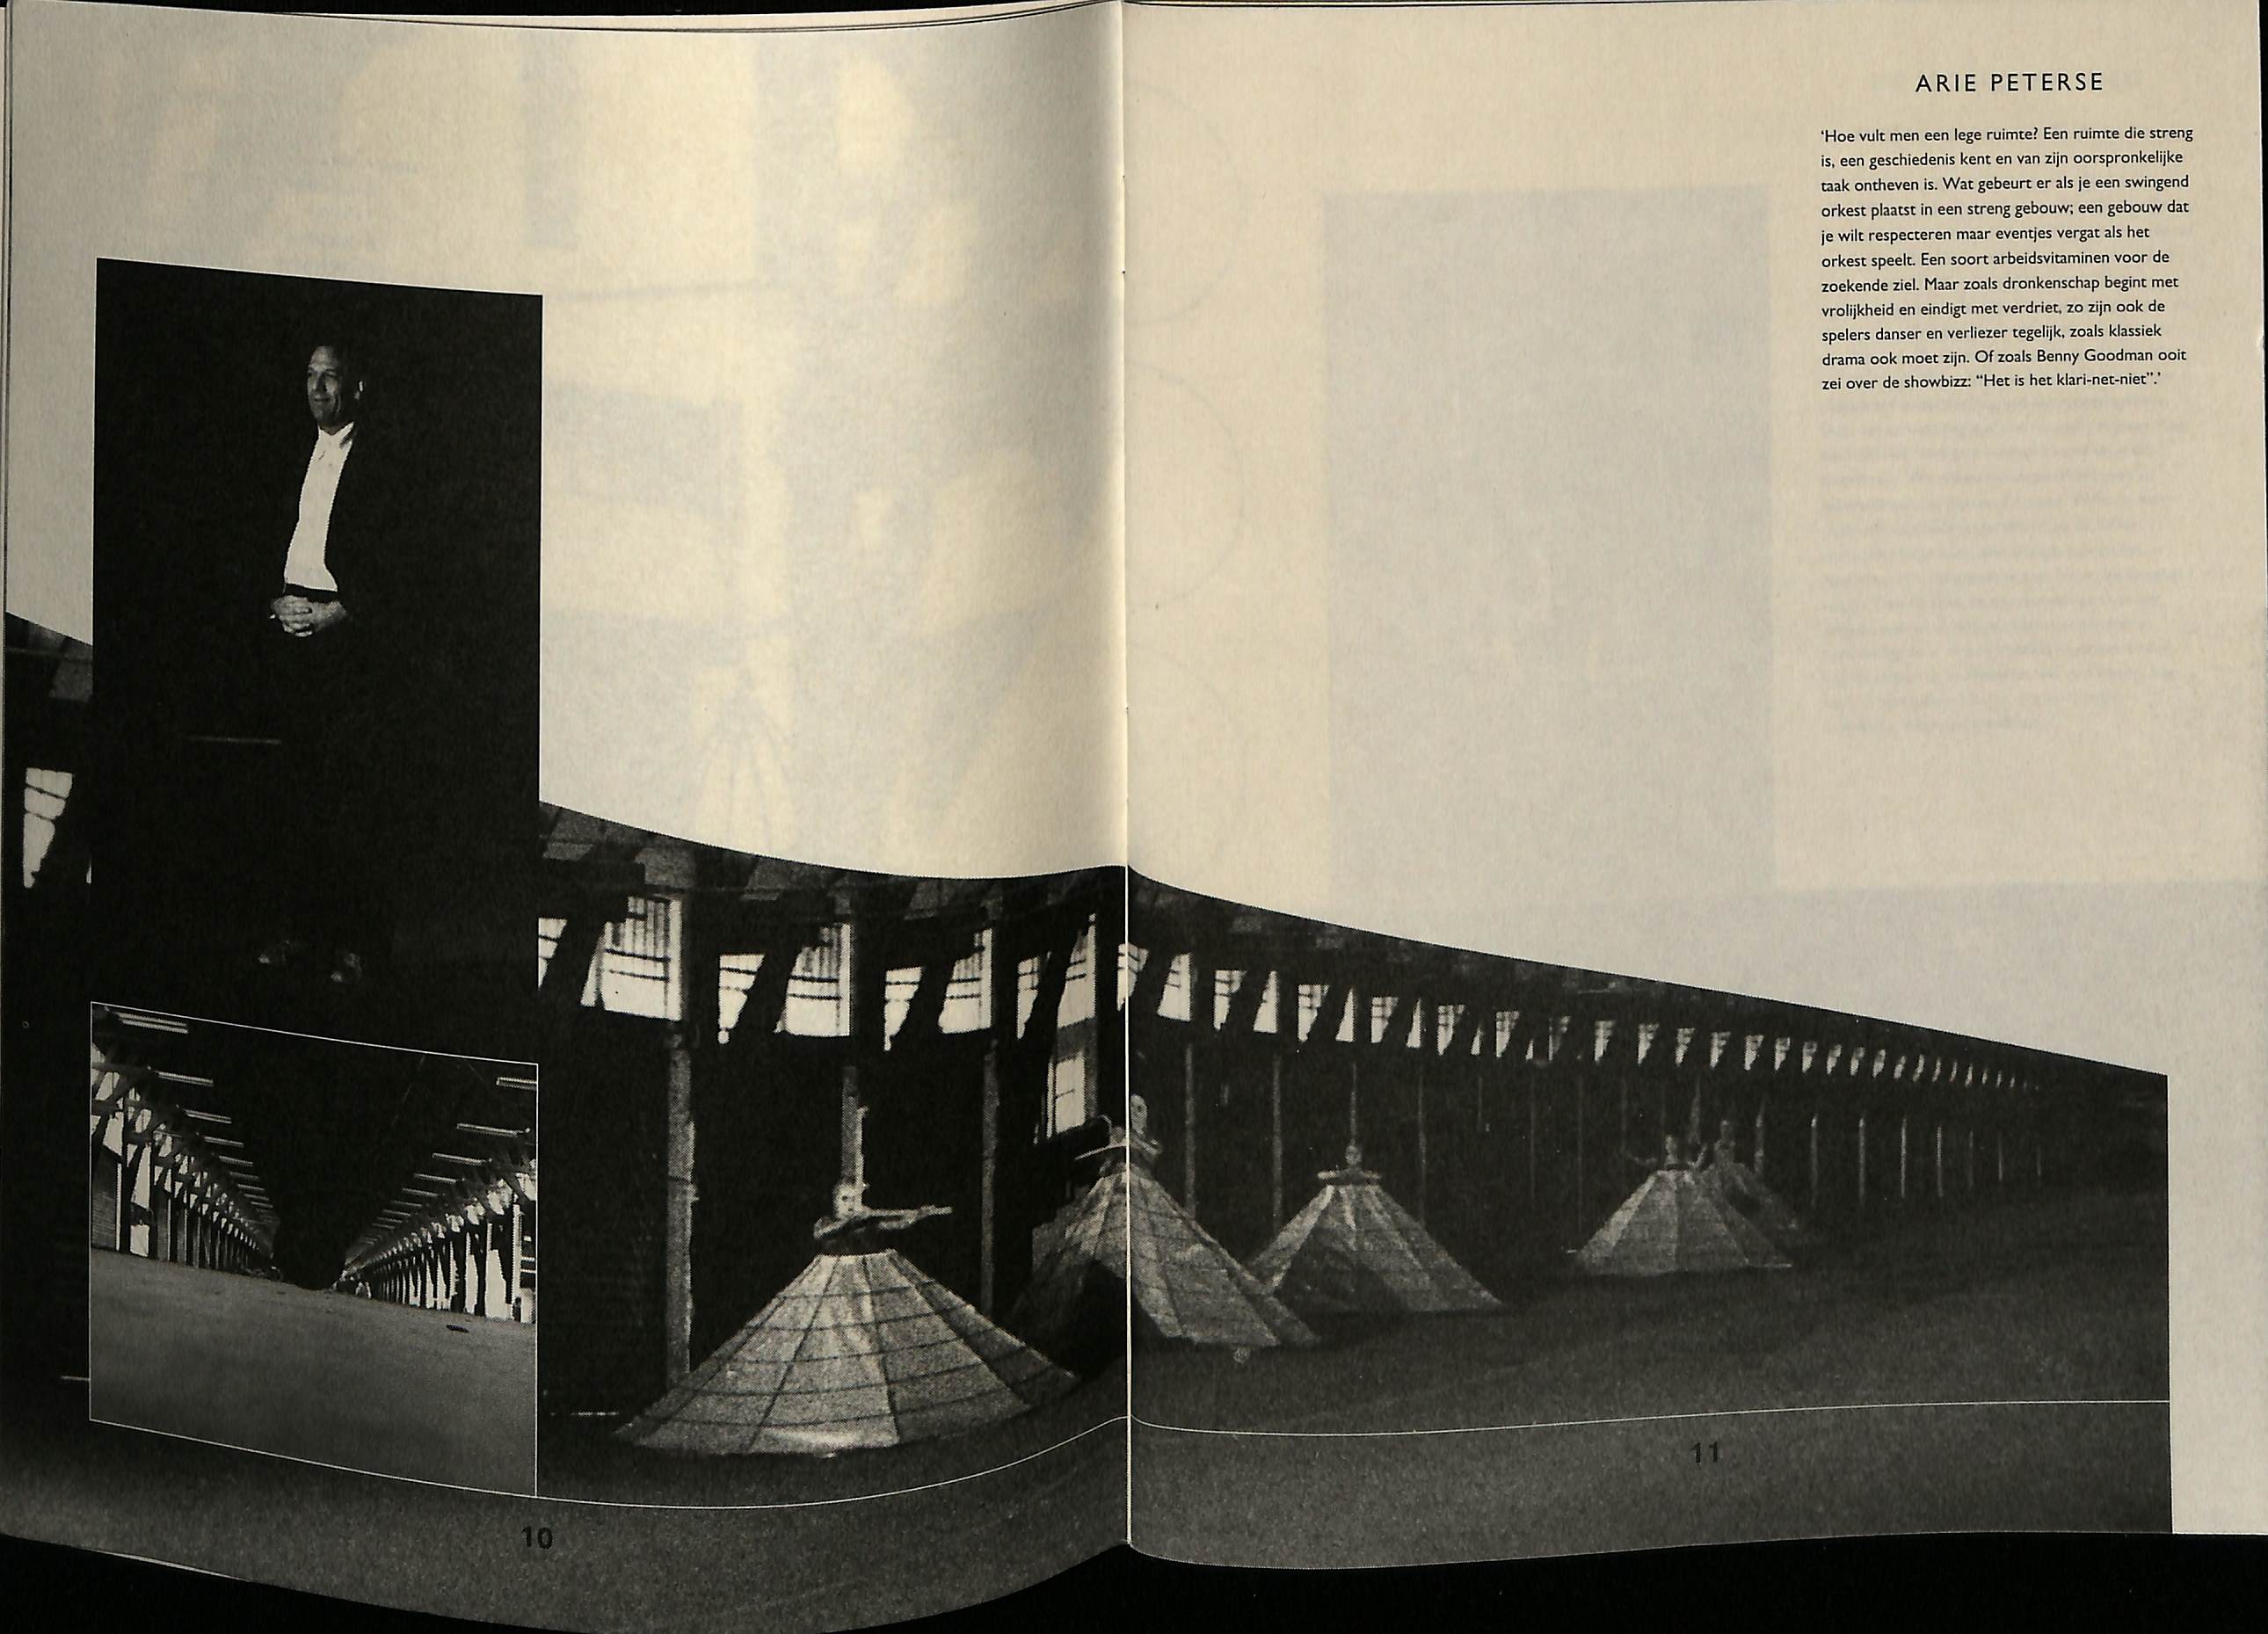 ARIE PETERSE
‘Hoe vult men een lege ruimte? Een ruimte die streng
is, een geschiedenis kent en van zijn oorspronkelijke
taak ontheven is. Wat gebeurt er als je een swingend
orkest plaatst in een streng gebouw; een gebouw dat
je wilt respecteren maar eventjes vergat als het
orkest speelt. Een soort arbeidsvitaminen voor de
zoekende ziel. Maar zoals dronkenschap begint met
vrolijkheid en eindigt met verdriet, zo zijn ook de
spelers danser en verliezer tegelijk, zoals klassiek
drama ook moet zijn. Of zoals Benny Goodman ooit
zei over de showbizz: “Het is het klari-net-niet”.’
10
11